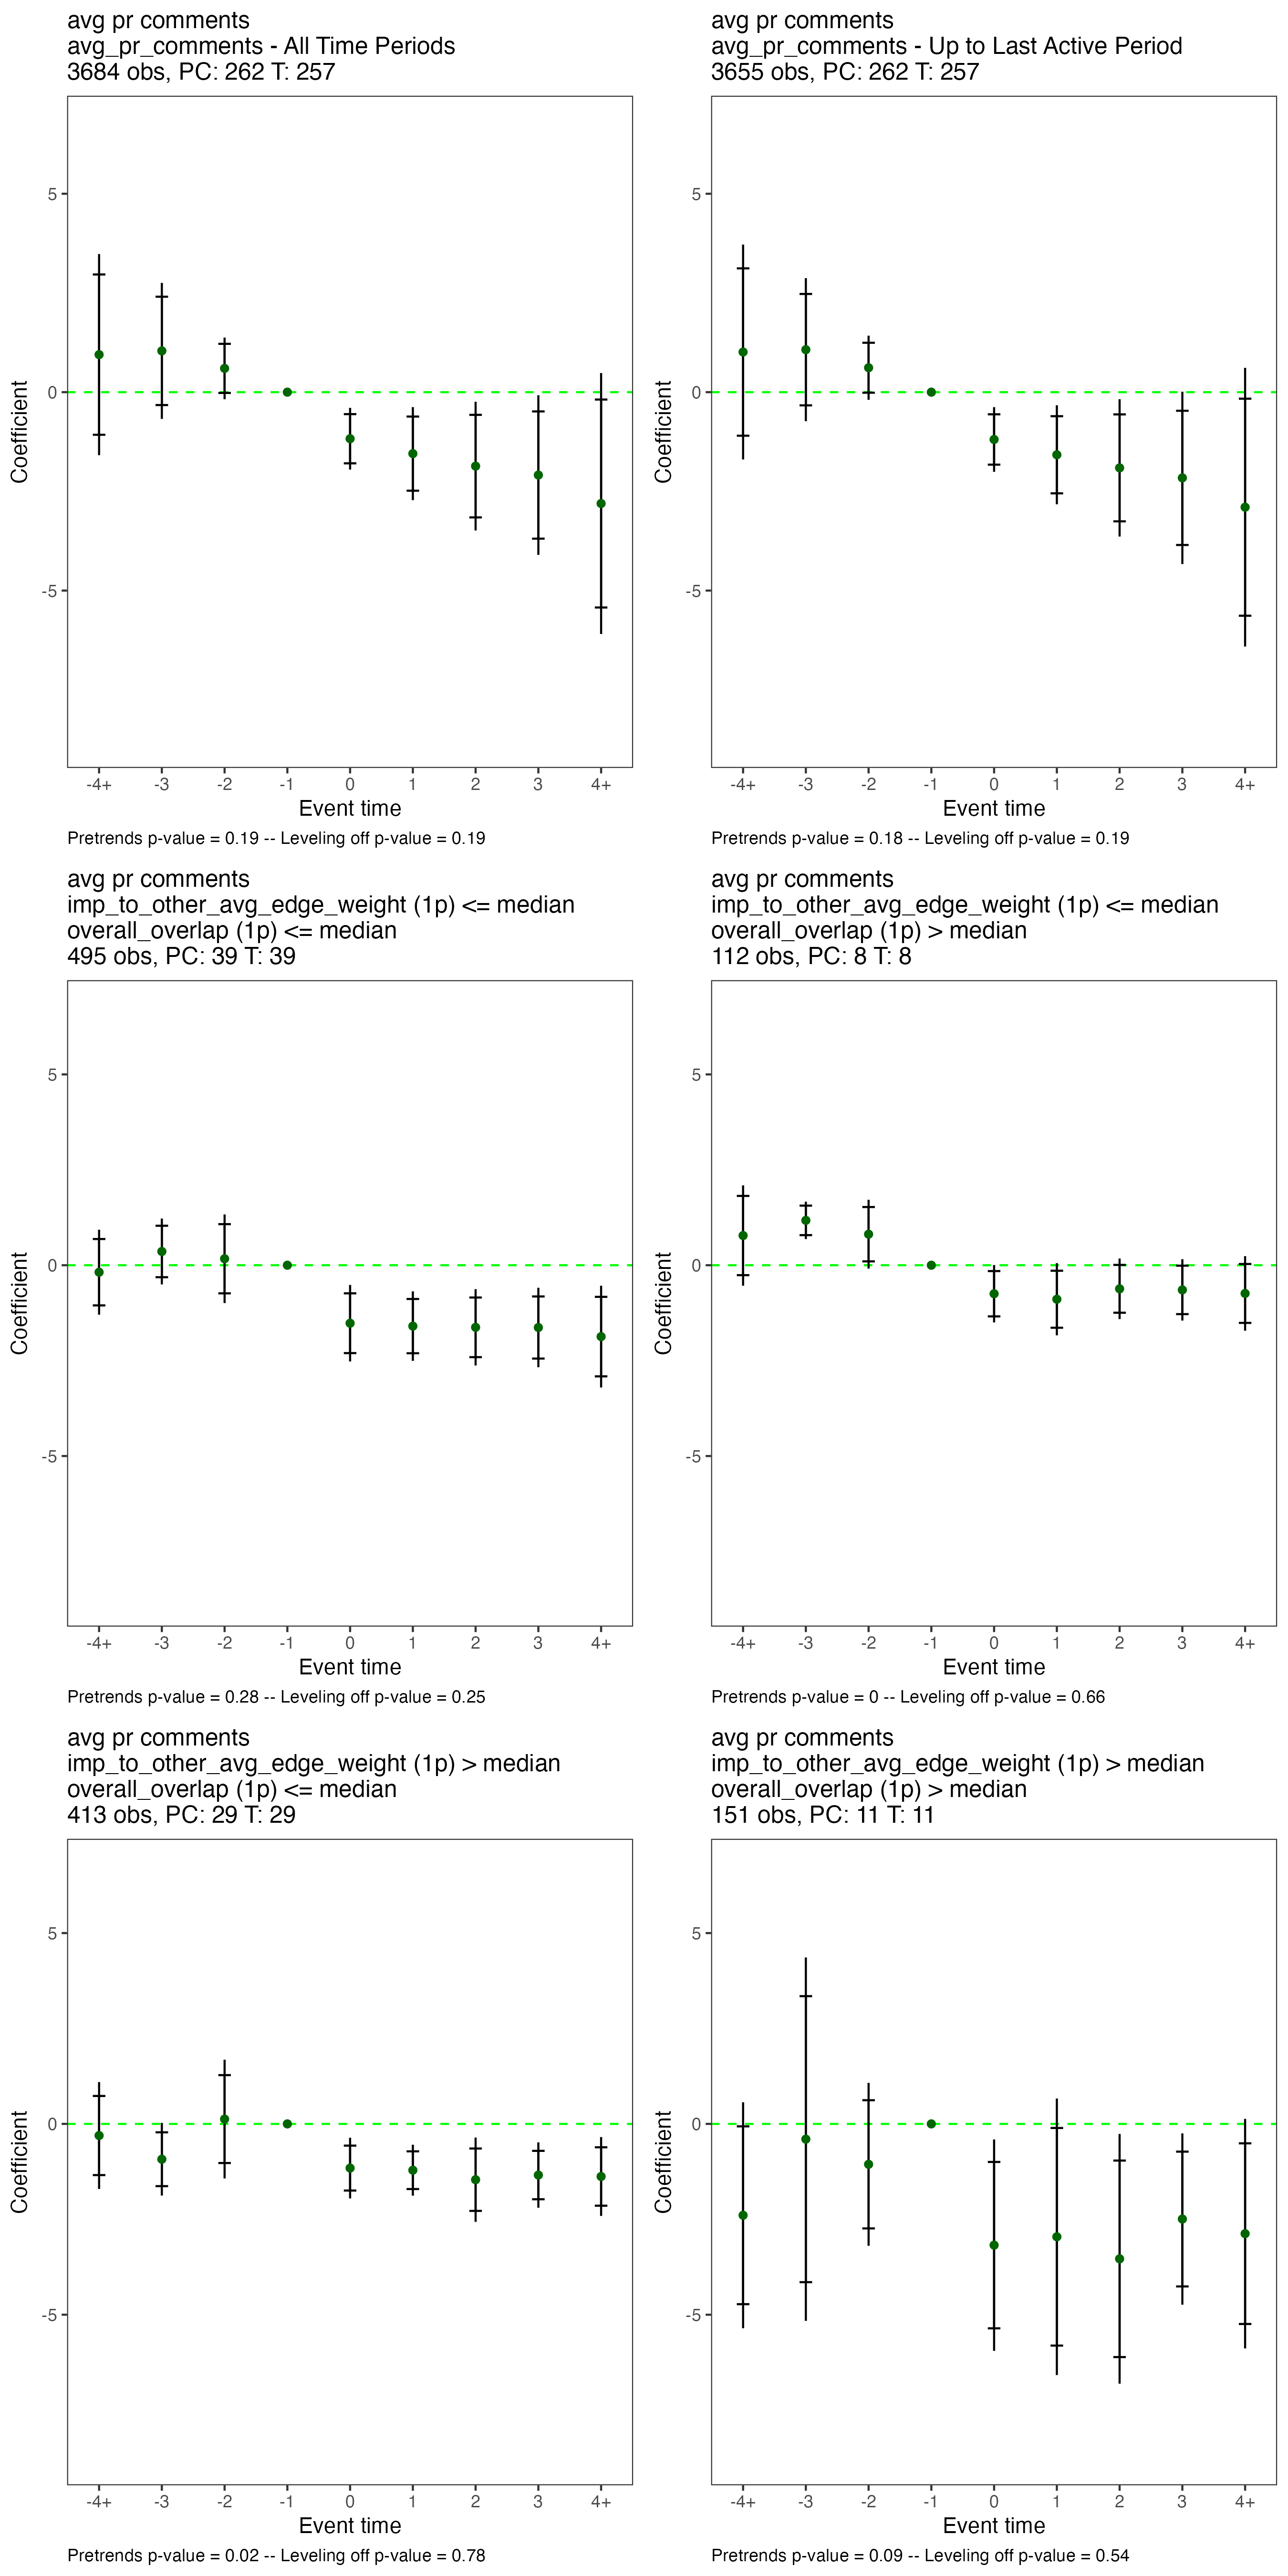 avg pr comments
avg_pr_comments - All Time Periods
3684 obs, PC: 262 T: 257
5
0
-5
Coefficient
-4+ -3 -2 -1 0 1 2 3 4+
Event time
Pretrends p-value = 0.19 -- Leveling off p-value = 0.19
avg pr comments
avg_pr_comments - Up to Last Active Period
3655 obs, PC: 262 T: 257
5
0
-5
Coefficient
-4+ -3 -2 -1 0 1 2 3 4+
Event time
Pretrends p-value = 0.18 -- Leveling off p-value = 0.19
avg pr comments
imp_to_other_avg_edge_weight (1p) <= median
overall_overlap (1p) <= median
495 obs, PC: 39 T: 39
5
0
-5
Coefficient
-4+ -3 -2 -1 0 1 2 3 4+
Event time
Pretrends p-value = 0.28 -- Leveling off p-value = 0.25
avg pr comments
imp_to_other_avg_edge_weight (1p) <= median
overall_overlap (1p) > median
112 obs, PC: 8 T: 8
5
0
-5
Coefficient
-4+ -3 -2 -1 0 1 2 3 4+
Event time
Pretrends p-value = 0 -- Leveling off p-value = 0.66
avg pr comments
imp_to_other_avg_edge_weight (1p) > median
overall_overlap (1p) <= median
413 obs, PC: 29 T: 29
5
0
-5
Coefficient
-4+ -3 -2 -1 0 1 2 3 4+
Event time
Pretrends p-value = 0.02 -- Leveling off p-value = 0.78
avg pr comments
imp_to_other_avg_edge_weight (1p) > median
overall_overlap (1p) > median
151 obs, PC: 11 T: 11
5
0
-5
Coefficient
-4+ -3 -2 -1 0 1 2 3 4+
Event time
Pretrends p-value = 0.09 -- Leveling off p-value = 0.54